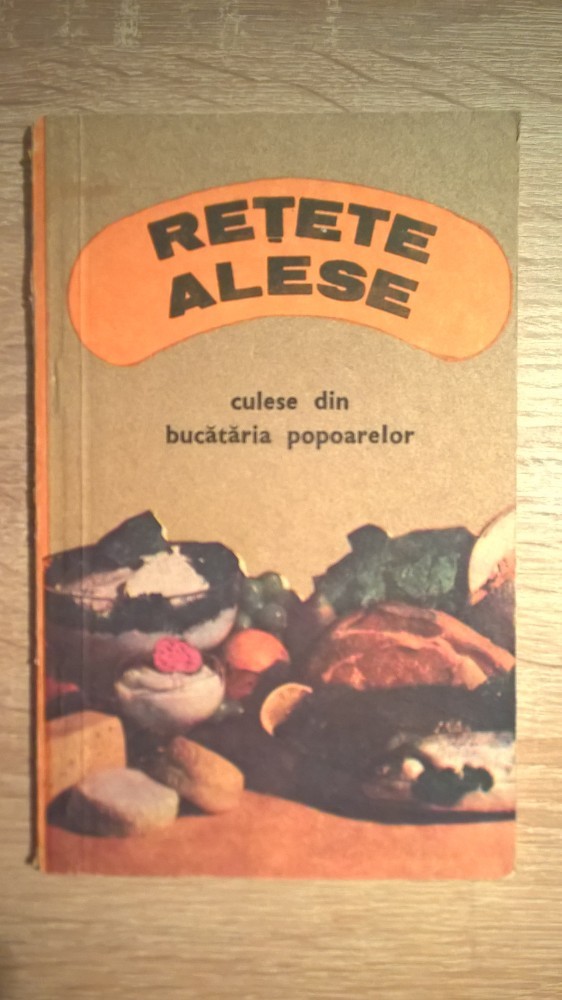 REȚETE
ALESE
culese din
bucătăria popoarelor